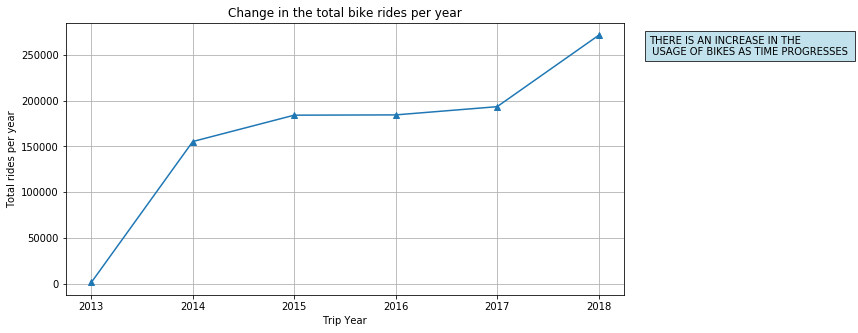 Change in the total bike rides per year
THERE IS AN INCREASE IN THE
USAGE OF BIKES AS TIME PROGRESSES
Total rides per year
250000
200000
150000
100000
50000
0
2013 2014 2015 2016 2017 2018
Trip Year